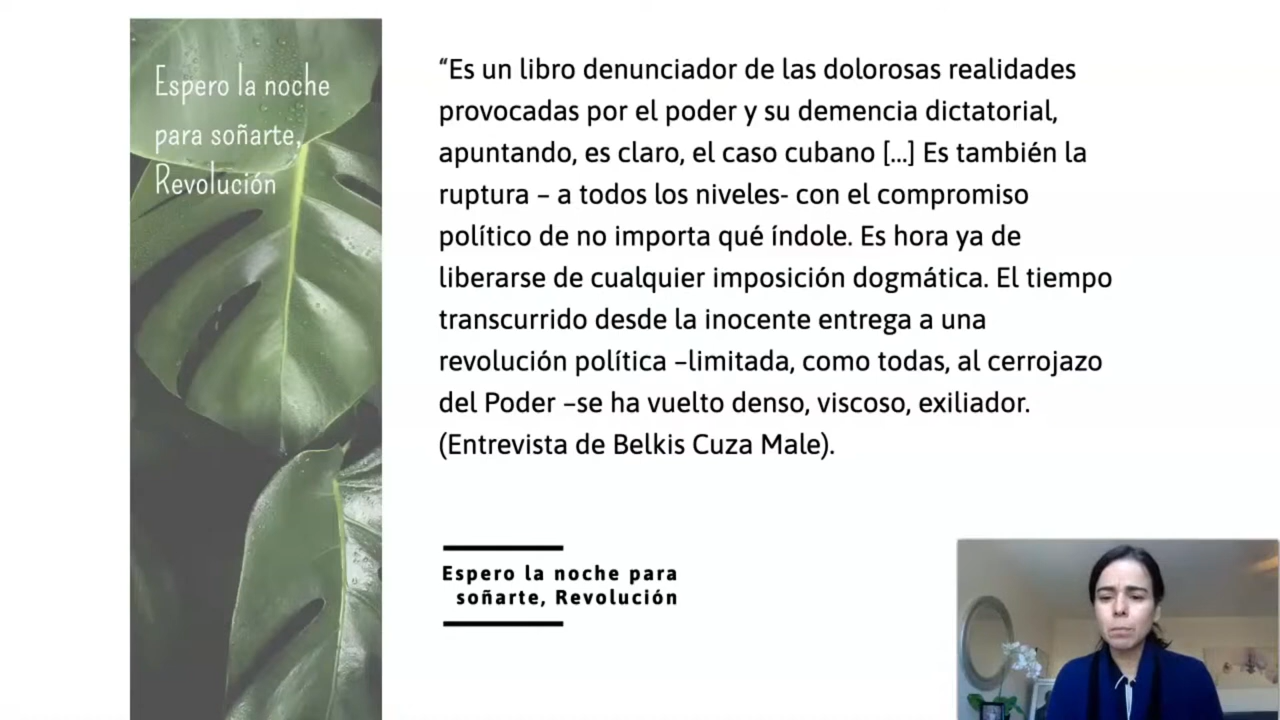 Espero la noche
para soñarte,
Revolución
“Es un libro denunciador de las dolorosas realidades
provocadas por el poder y su demencia dictatorial,
apuntando, es claro, el caso cubano [...] Es también la
ruptura – a todos los niveles- con el compromiso
político de no importa qué índole. Es hora ya de
liberarse de cualquier imposición dogmática. El tiempo
transcurrido desde la inocente entrega a una
revolución política –limitada, como todas, al cerrojazo
del Poder –se ha vuelto denso, viscoso, exiliador.
(Entrevista de Belkis Cuza Male).
Espero la noche para
soñarte, Revolución